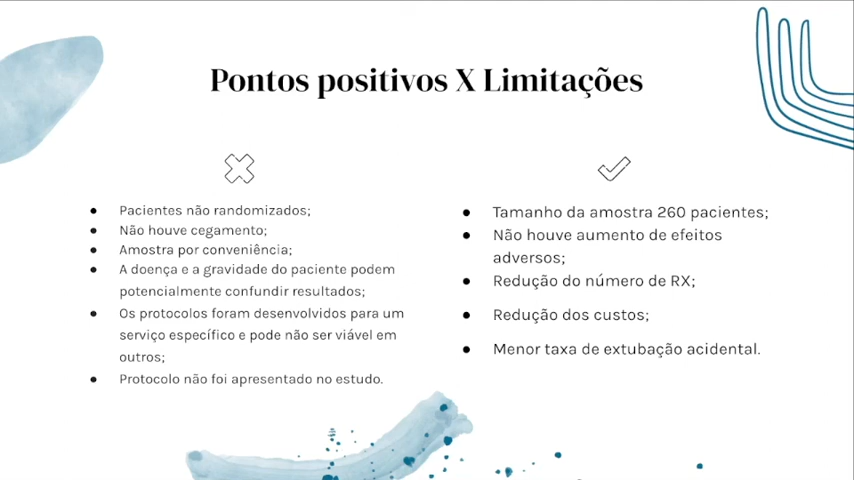 Pontos positivos X Limitações
● Pacientes não randomizados;
● Não houve cegamento;
● Amostra por conveniência;
● A doença e a gravidade do paciente podem
potencialmente confundir resultados;
● Os protocolos foram desenvolvidos para um
serviço específico e pode não ser viável em
outros;
● Protocolo não foi apresentado no estudo.
● Tamanho da amostra 260 pacientes;
● Não houve aumento de efeitos
adversos;
● Redução do número de RX;
● Redução dos custos;
● Menor taxa de extubação acidental.